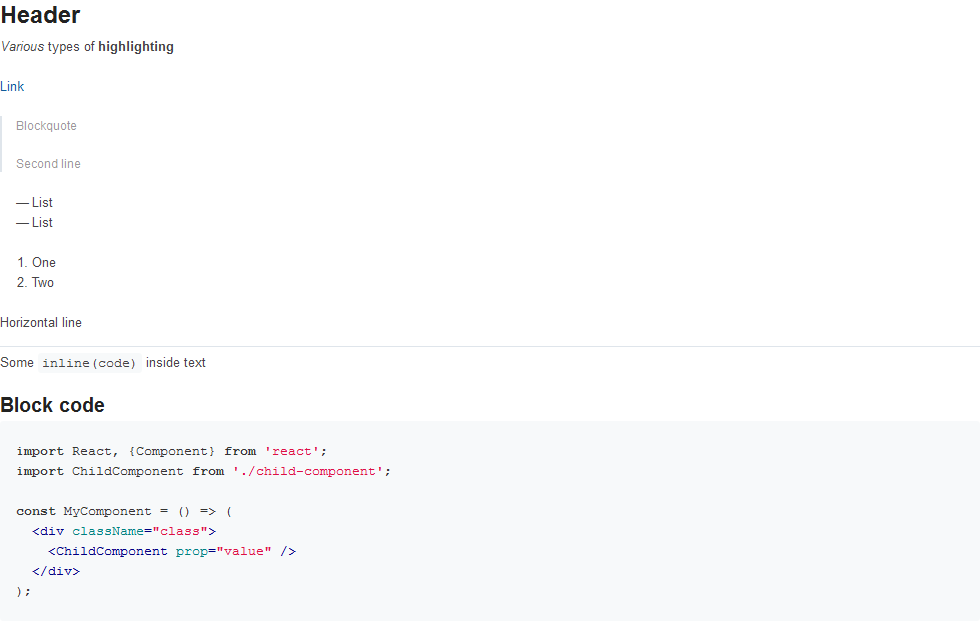 Header
Various types of highlighting
Link
Blockquote
Second line
— List
— List
1. One
2. Two
Horizontal line
Some inline(code) inside text
Block code
import React, {Component} from 'react';
import ChildComponent from './child-component';
const MyComponent = () => (
  <div className="class">
    <ChildComponent prop="value" />
  </div>
);